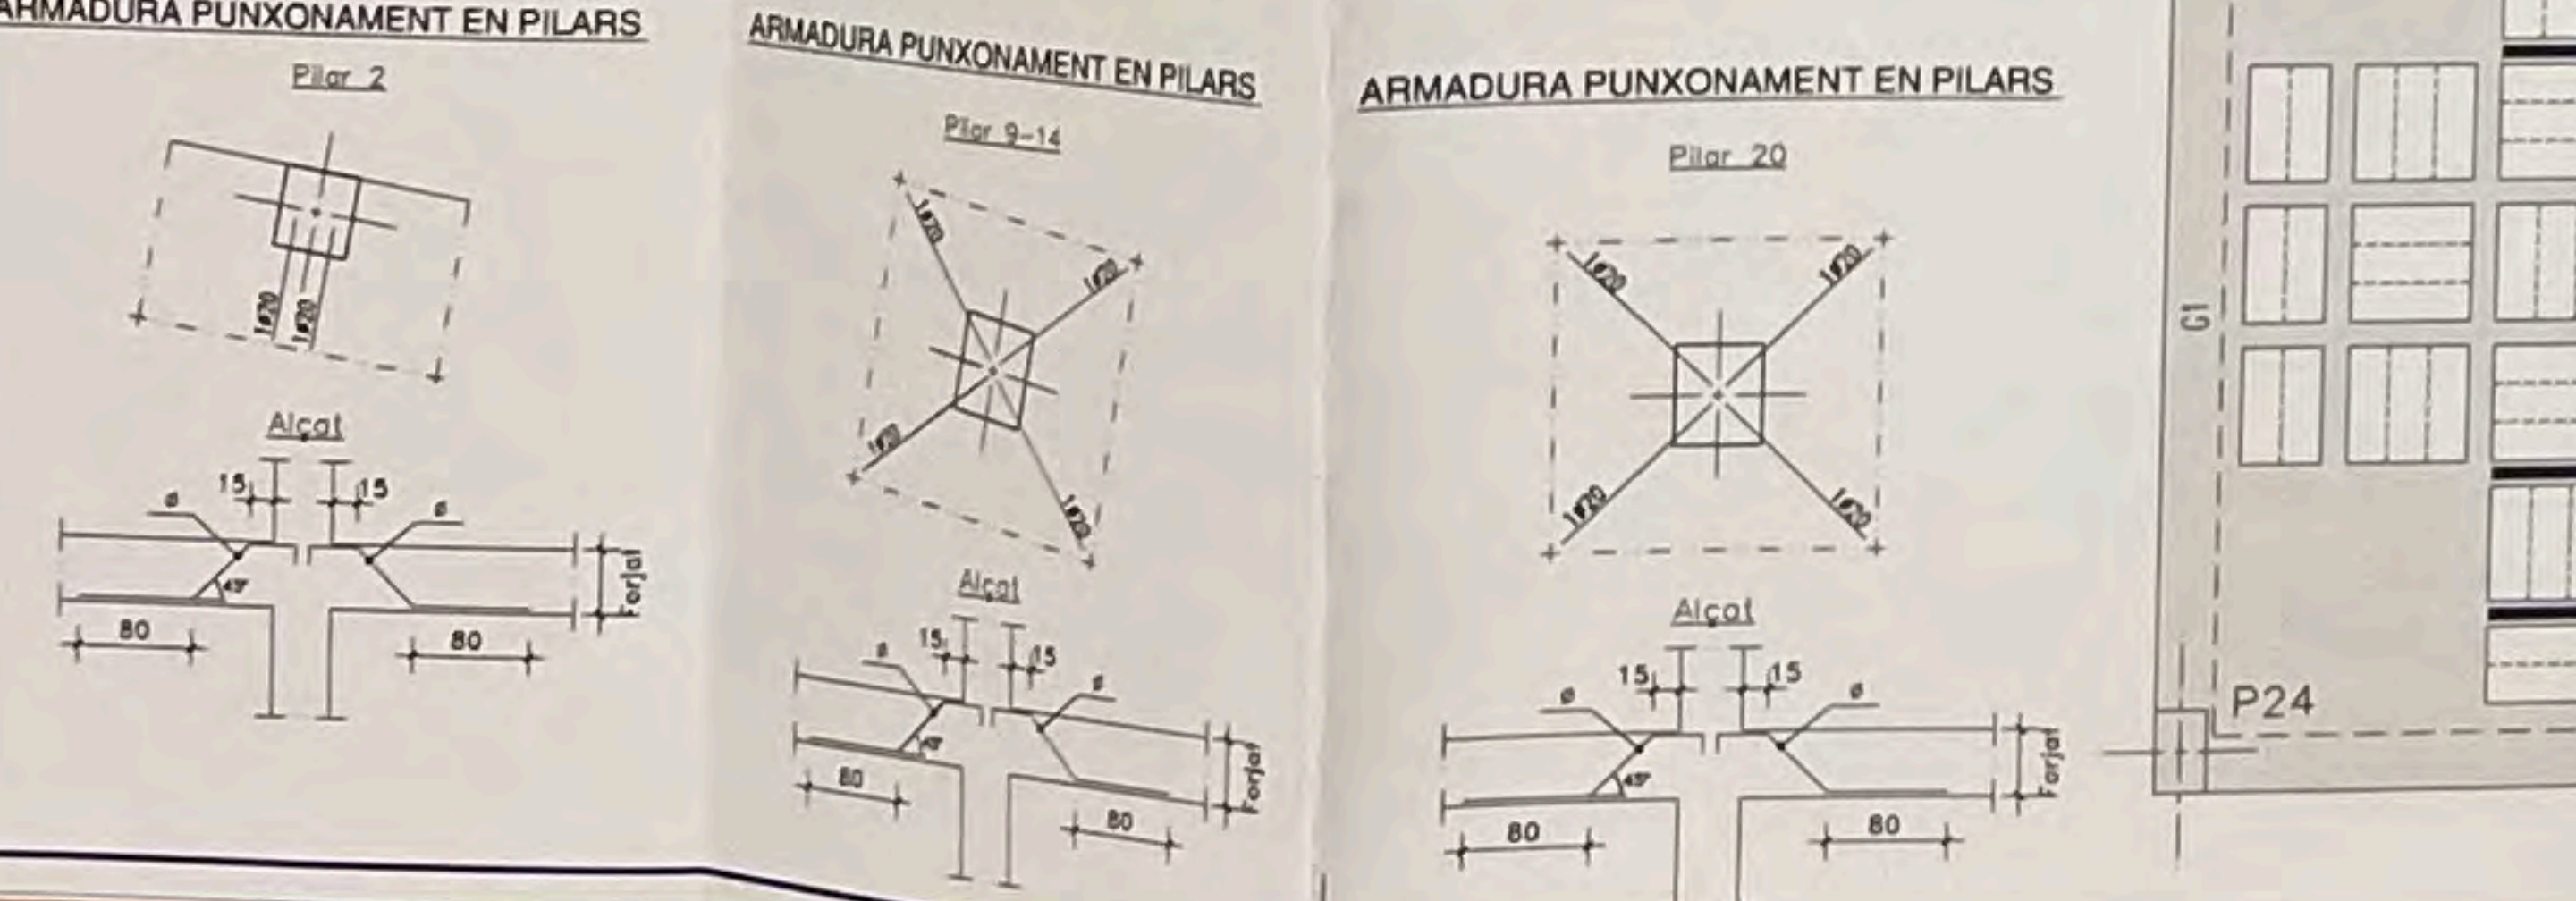 ARMADURA PUNXONAMENT EN PILARS
Pilar 2
1ø20
1ø20
Alçat
15
15
ø
ø
45°
Forjat
80
80
ARMADURA PUNXONAMENT EN PILARS
Pilar 9-14
1ø20
1ø20
1ø20
1ø20
Alçat
15
15
ø
ø
45°
Forjat
80
80
ARMADURA PUNXONAMENT EN PILARS
Pilar 20
1ø20
1ø20
1ø20
1ø20
Alçat
15
15
ø
ø
45°
Forjat
80
80
G1
P24